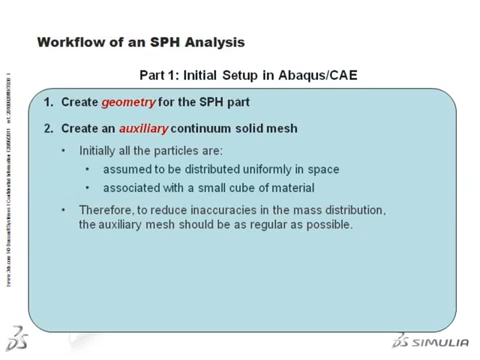 Workflow of an SPH Analysis
Part 1: Initial Setup in Abaqus/CAE
1. Create geometry for the SPH part
2. Create an auxiliary continuum solid mesh
• Initially all the particles are:
• assumed to be distributed uniformly in space
• associated with a small cube of material
• Therefore, to reduce inaccuracies in the mass distribution,
the auxiliary mesh should be as regular as possible.
SIMULIA